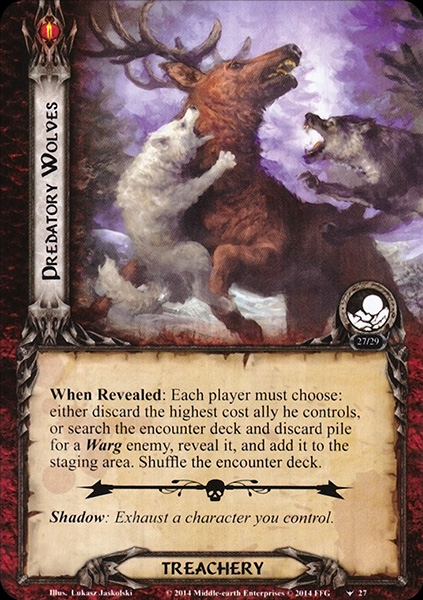 PREDATORY WOLVES
27/29
When Revealed: Each player must choose:
either discard the highest cost ally he controls,
or search the encounter deck and discard pile
for a Warg enemy, reveal it, and add it to the
staging area. Shuffle the encounter deck.
Shadow: Exhaust a character you control.
TREACHERY
Illus. Lukasz Jaskolski © 2014 Middle-earth Enterprises © 2014 FFG 27